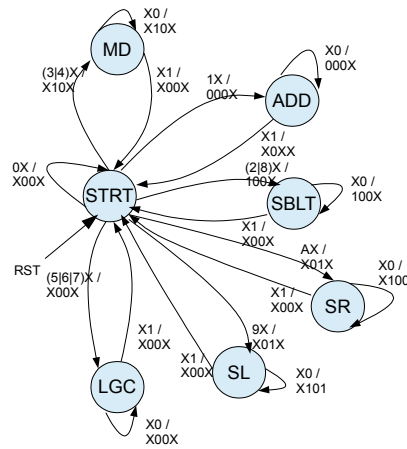 X0 /
X10X
MD
(3|4)X /
X10X
X1 /
X00X
1X /
000X
X0 /
000X
ADD
X1 /
X0XX
0X /
X00X
STRT
(2|8)X /
100X
SBLT
X0 /
100X
X1 /
X00X
RST
(5|6|7)X /
X00X
AX /
X01X
X0 /
X100
X1 /
X00X
SR
X1 /
X00X
9X /
X01X
X1 /
X00X
SL
X0 /
X101
LGC
X0 /
X00X